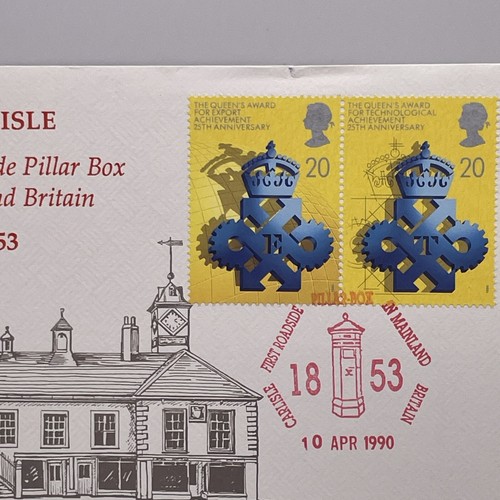 ISLE
de Pillar Box
nd Britain
53
THE QUEEN'S AWARD
FOR EXPORT
ACHIEVEMENT
25TH ANNIVERSARY
20
E
THE QUEEN'S AWARD
FOR TECHNOLOGICAL
ACHIEVEMENT
25TH ANNIVERSARY
20
T
CARLISLE FIRST ROADSIDE PILLAR BOX IN MAINLAND BRITAIN
18 53
10 APR 1990